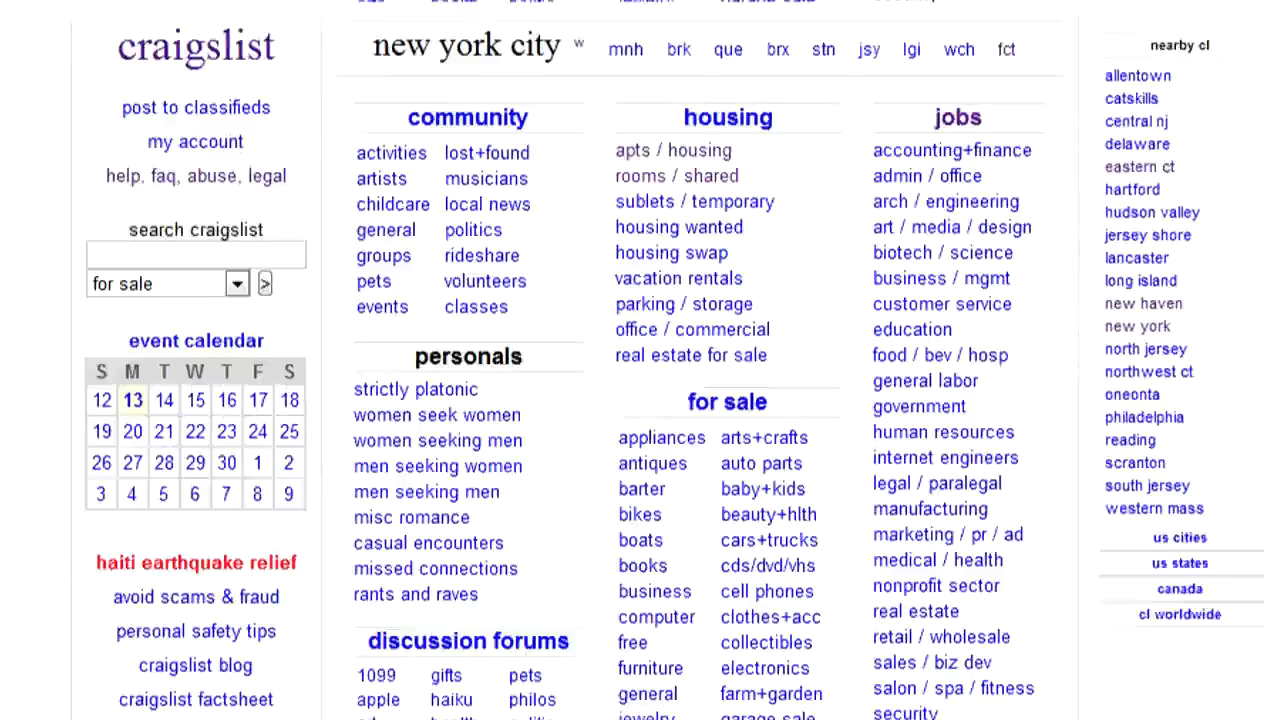 craigslist
post to classifieds
my account
help, faq, abuse, legal
search craigslist
for sale
>
event calendar
S M T W T F S
12 13 14 15 16 17 18
19 20 21 22 23 24 25
26 27 28 29 30 1 2
3 4 5 6 7 8 9
haiti earthquake relief
avoid scams & fraud
personal safety tips
craigslist blog
craigslist factsheet
new york city w mnh brk que brx stn jsy lgi wch fct
community
activities lost+found
artists musicians
childcare local news
general politics
groups rideshare
pets volunteers
events classes
personals
strictly platonic
women seek women
women seeking men
men seeking women
men seeking men
misc romance
casual encounters
missed connections
rants and raves
discussion forums
1099 gifts pets
apple haiku philos
housing
apts / housing
rooms / shared
sublets / temporary
housing wanted
housing swap
vacation rentals
parking / storage
office / commercial
real estate for sale
for sale
appliances arts+crafts
antiques auto parts
barter baby+kids
bikes beauty+hlth
boats cars+trucks
books cds/dvd/vhs
business cell phones
computer clothes+acc
free collectibles
furniture electronics
general farm+garden
jewelry garage sale
jobs
accounting+finance
admin / office
arch / engineering
art / media / design
biotech / science
business / mgmt
customer service
education
food / bev / hosp
general labor
government
human resources
internet engineers
legal / paralegal
manufacturing
marketing / pr / ad
medical / health
nonprofit sector
real estate
retail / wholesale
sales / biz dev
salon / spa / fitness
security
nearby cl
allentown
catskills
central nj
delaware
eastern ct
hartford
hudson valley
jersey shore
lancaster
long island
new haven
new york
north jersey
northwest ct
oneonta
philadelphia
reading
scranton
south jersey
western mass
us cities
us states
canada
cl worldwide